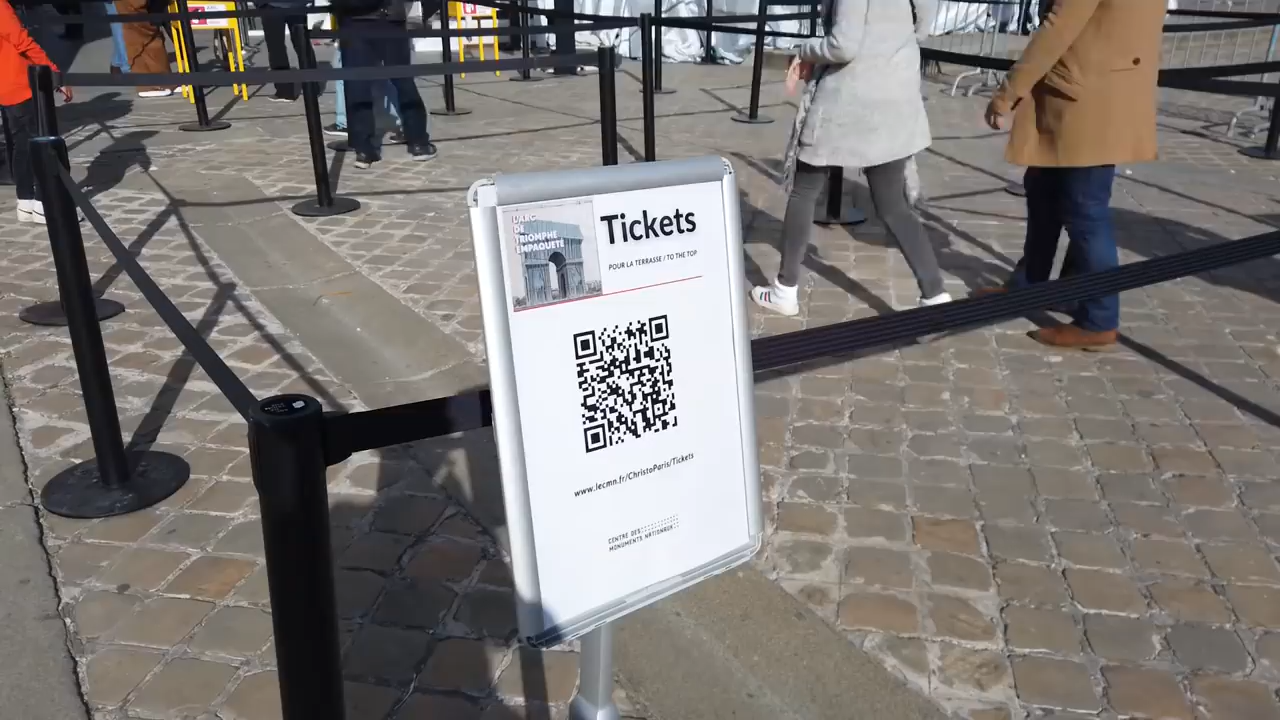 L'ARC
DE
TRIOMPHE
EMPAQUETÉ
Tickets
POUR LA TERRASSE / TO THE TOP
www.lecmn.fr/ChristoParis/Tickets
CENTRE DES
MONUMENTS NATIONAUX